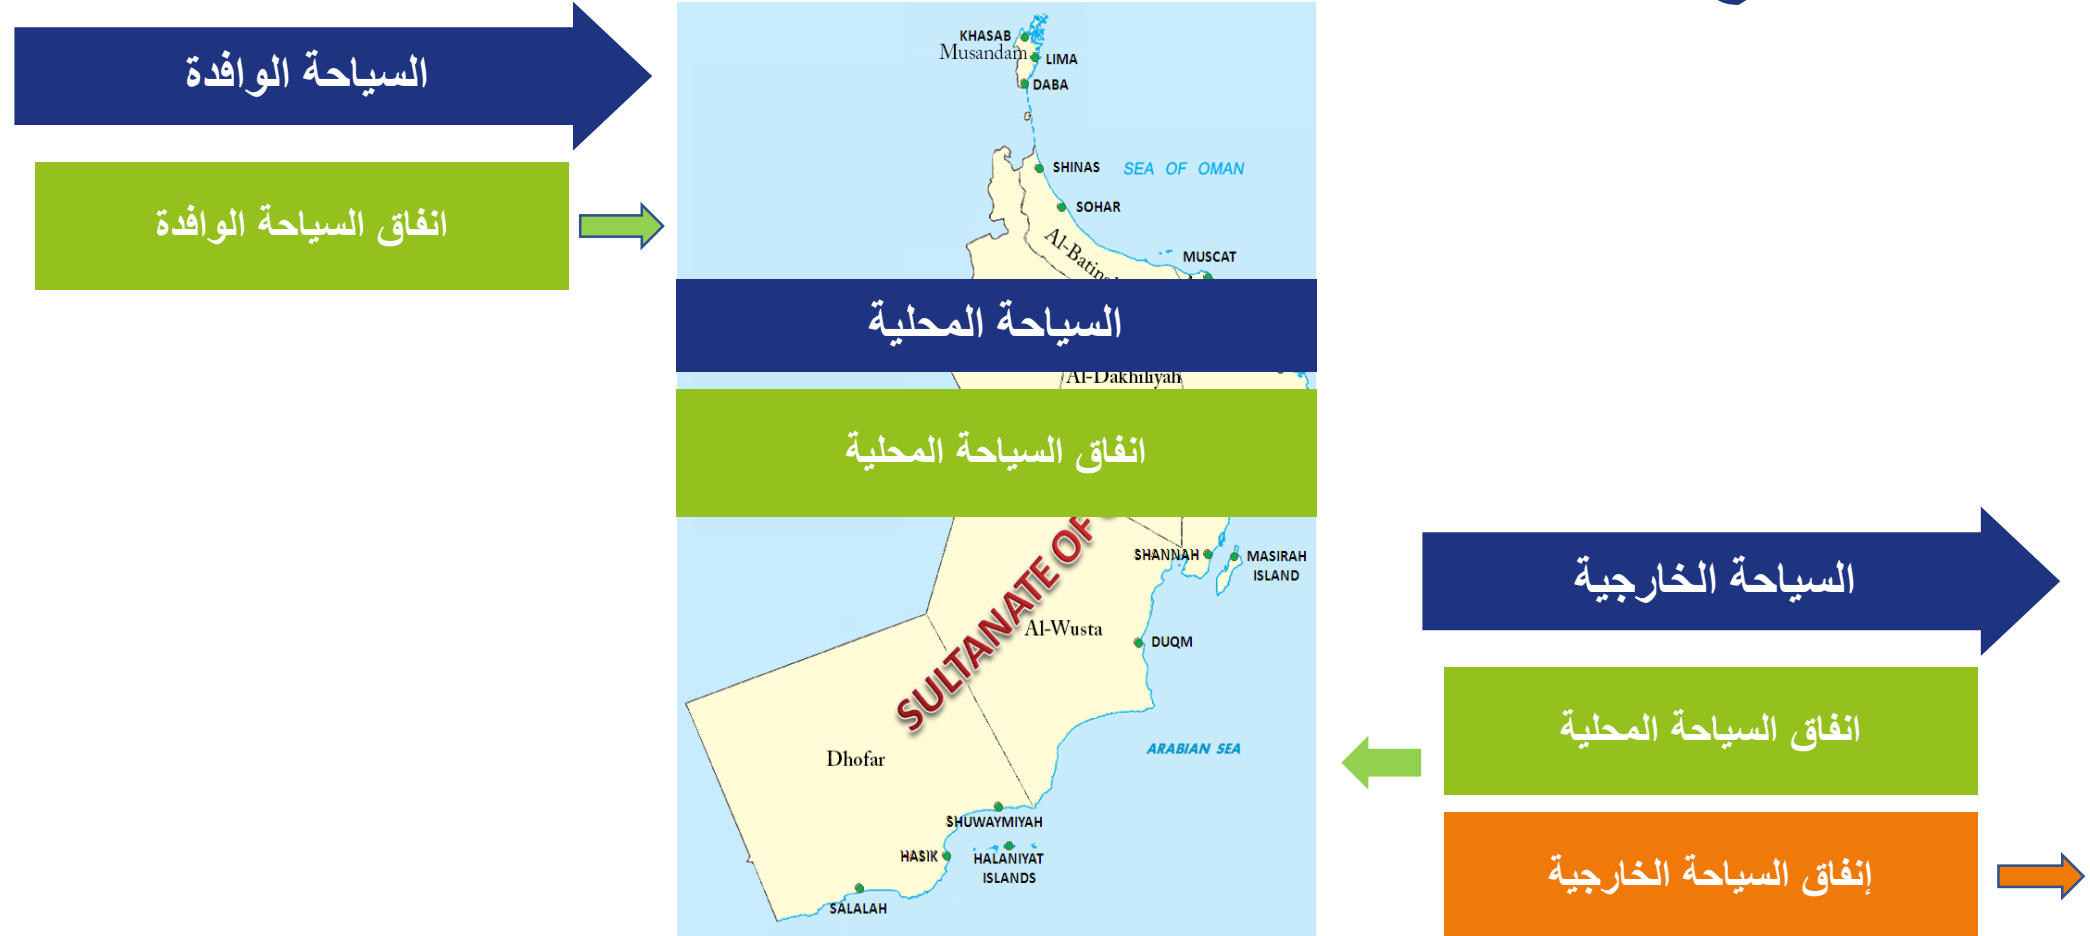 السياحة الوافدة
انفاق السياحة الوافدة
KHASAB
Musandam
LIMA
DABA
SHINAS
SEA OF OMAN
SOHAR
MUSCAT
السياحة المحلية
Al-Dakhiliyah
انفاق السياحة المحلية
SULTANATE OF
SHANNAH
MASIRAH
ISLAND
Al-Wusta
DUQM
ARABIAN SEA
Dhofar
SHUWAYMIYAH
HASIK
HALANIYAT
ISLANDS
SALALAH
السياحة الخارجية
انفاق السياحة المحلية
إنفاق السياحة الخارجية